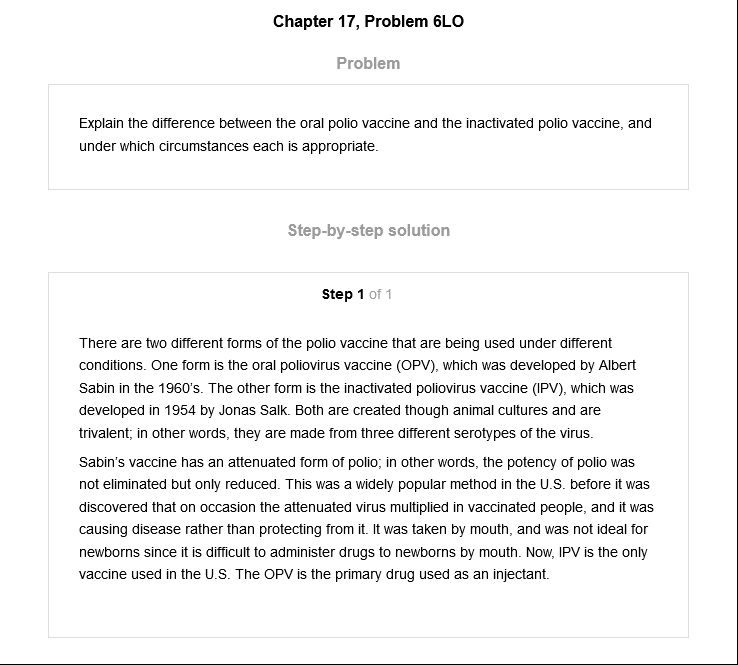 Chapter 17, Problem 6LO
Problem
Explain the difference between the oral polio vaccine and the inactivated polio vaccine, and
under which circumstances each is appropriate.
Step-by-step solution
Step 1 of 1
There are two different forms of the polio vaccine that are being used under different
conditions. One form is the oral poliovirus vaccine (OPV), which was developed by Albert
Sabin in the 1960's. The other form is the inactivated poliovirus vaccine (IPV), which was
developed in 1954 by Jonas Salk. Both are created though animal cultures and are
trivalent; in other words, they are made from three different serotypes of the virus.
Sabin's vaccine has an attenuated form of polio; in other words, the potency of polio was
not eliminated but only reduced. This was a widely popular method in the U.S. before it was
discovered that on occasion the attenuated virus multiplied in vaccinated people, and it was
causing disease rather than protecting from it. It was taken by mouth, and was not ideal for
newborns since it is difficult to administer drugs to newborns by mouth. Now, IPV is the only
vaccine used in the U.S. The OPV is the primary drug used as an injectant.